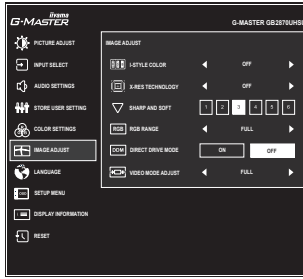 iiyama
G-MASTER
G-MASTER GB2870UHS
PICTURE ADJUST
INPUT SELECT
AUDIO SETTINGS
STORE USER SETTING
COLOR SETTINGS
IMAGE ADJUST
LANGUAGE
OSD SETUP MENU
DISPLAY INFORMATION
RESET
IMAGE ADJUST
I-STYLE COLOR OFF
X-RES TECHNOLOGY OFF
SHARP AND SOFT 1 2 3 4 5 6
RGB RGB RANGE FULL
DDM DIRECT DRIVE MODE ON OFF
VIDEO MODE ADJUST FULL